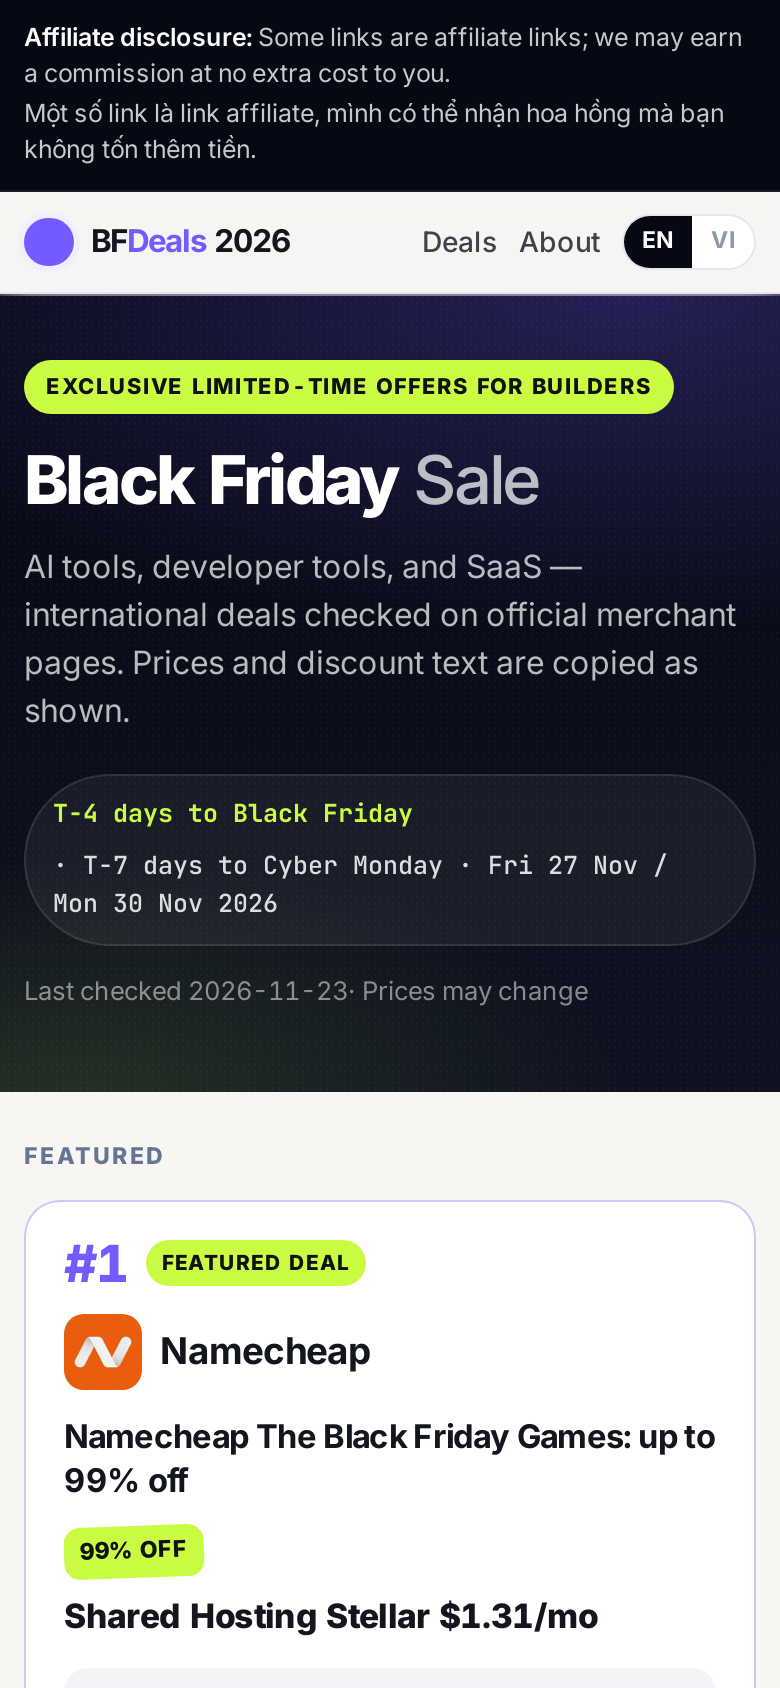 Affiliate disclosure: Some links are affiliate links; we may earn
a commission at no extra cost to you.
Một số link là link affiliate, mình có thể nhận hoa hồng mà bạn
không tốn thêm tiền.
BFDeals 2026
Deals About EN VI
EXCLUSIVE LIMITED-TIME OFFERS FOR BUILDERS
Black Friday Sale
AI tools, developer tools, and SaaS —
international deals checked on official merchant
pages. Prices and discount text are copied as
shown.
T-4 days to Black Friday
· T-7 days to Cyber Monday · Fri 27 Nov /
Mon 30 Nov 2026
Last checked 2026-11-23· Prices may change
FEATURED
#1 FEATURED DEAL
Namecheap
Namecheap The Black Friday Games: up to
99% off
99% OFF
Shared Hosting Stellar $1.31/mo